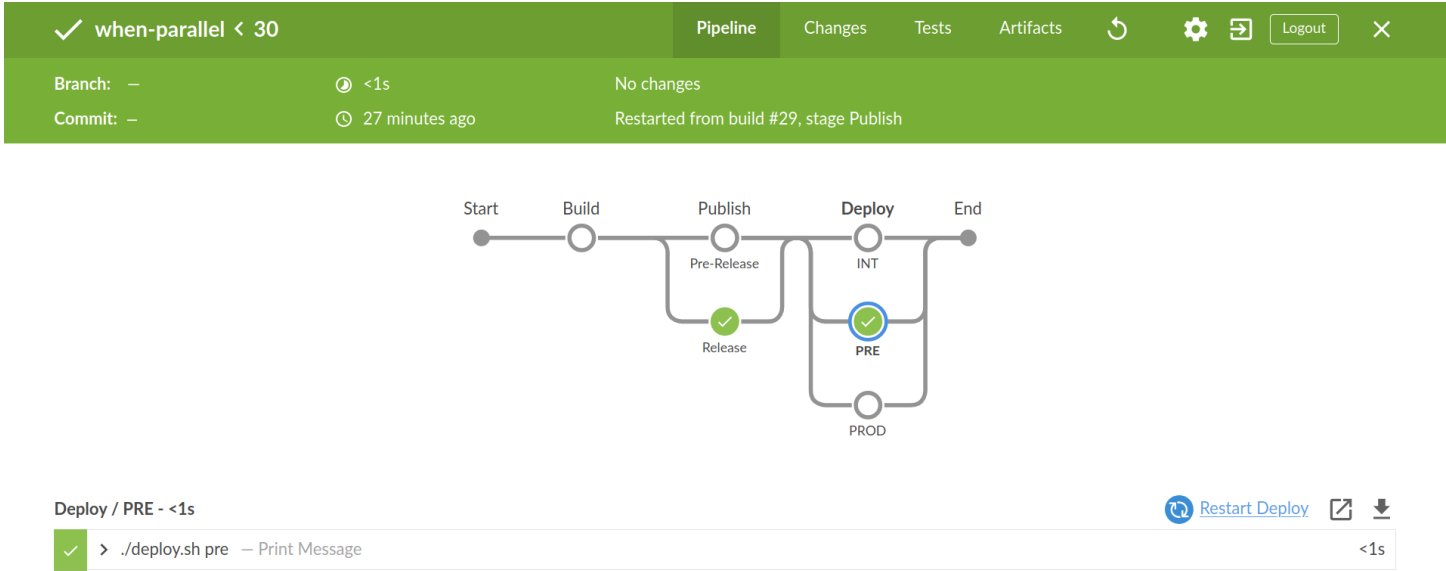 when-parallel < 30 Pipeline Changes Tests Artifacts Logout
Branch: — <1s No changes
Commit: — 27 minutes ago Restarted from build #29, stage Publish
Start Build Publish Deploy End
Pre-Release INT
Release PRE
PROD
Deploy / PRE - <1s Restart Deploy
./deploy.sh pre — Print Message <1s